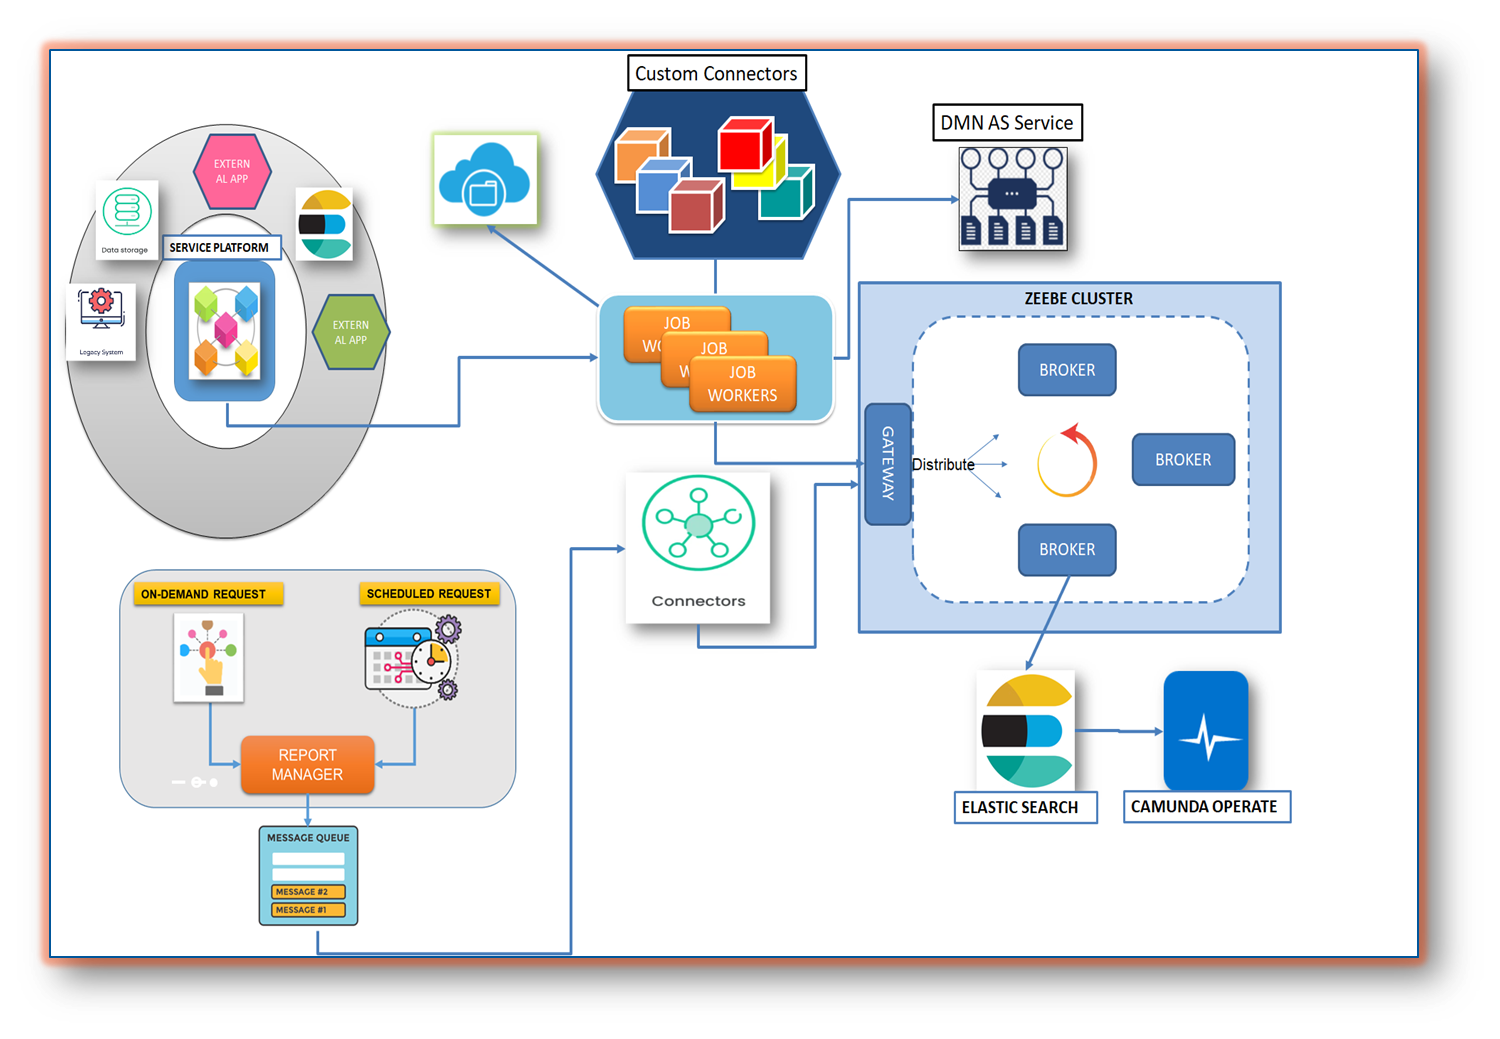 Custom Connectors
DMN AS Service
EXTERN
AL APP
Data storage
SERVICE PLATFORM
Legacy System
EXTERN
AL APP
JOB
WO
JOB
W
JOB
WORKERS
ZEEBE CLUSTER
BROKER
GATEWAY
Distribute
BROKER
BROKER
Connectors
ON-DEMAND REQUEST
SCHEDULED REQUEST
REPORT
MANAGER
MESSAGE QUEUE
MESSAGE #2
MESSAGE #1
ELASTIC SEARCH
CAMUNDA OPERATE